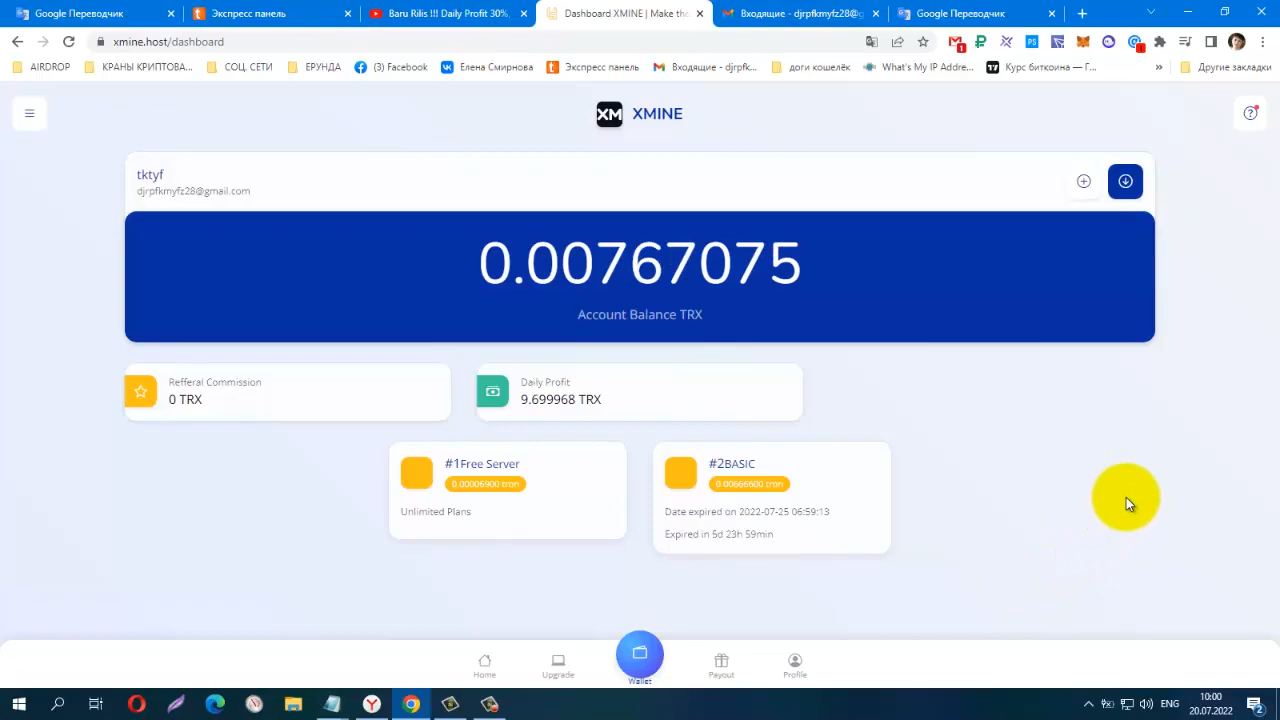 Google Переводчик
Экспресс панель
Baru Rilis !!! Daily Profit 30%,
Dashboard XMINE | Make the
Входящие - djrpfkmyfz28@g
Google Переводчик
xmine.host/dashboard
AIRDROP
КРАНЫ КРИПТОВА...
СОЦ. СЕТИ
ЕРУНДА
(3) Facebook
Елена Смирнова
Экспресс панель
Входящие - djrpfk...
доги кошелёк
What's My IP Addre...
Курс биткоина — Г...
»
Другие закладки
XM XMINE
tktyf
djrpfkmyfz28@gmail.com
0.00767075
Account Balance TRX
Refferal Commission
0 TRX
Daily Profit
9.699968 TRX
#1Free Server
0.00006900 tmon
Unlimited Plans
#2BASIC
0.00666600 tmon
Date expired on 2022-07-25 06:59:13
Expired in 5d 23h 59min
Home
Upgrade
Wallet
Payout
Profile
ENG
10:00
20.07.2022
2